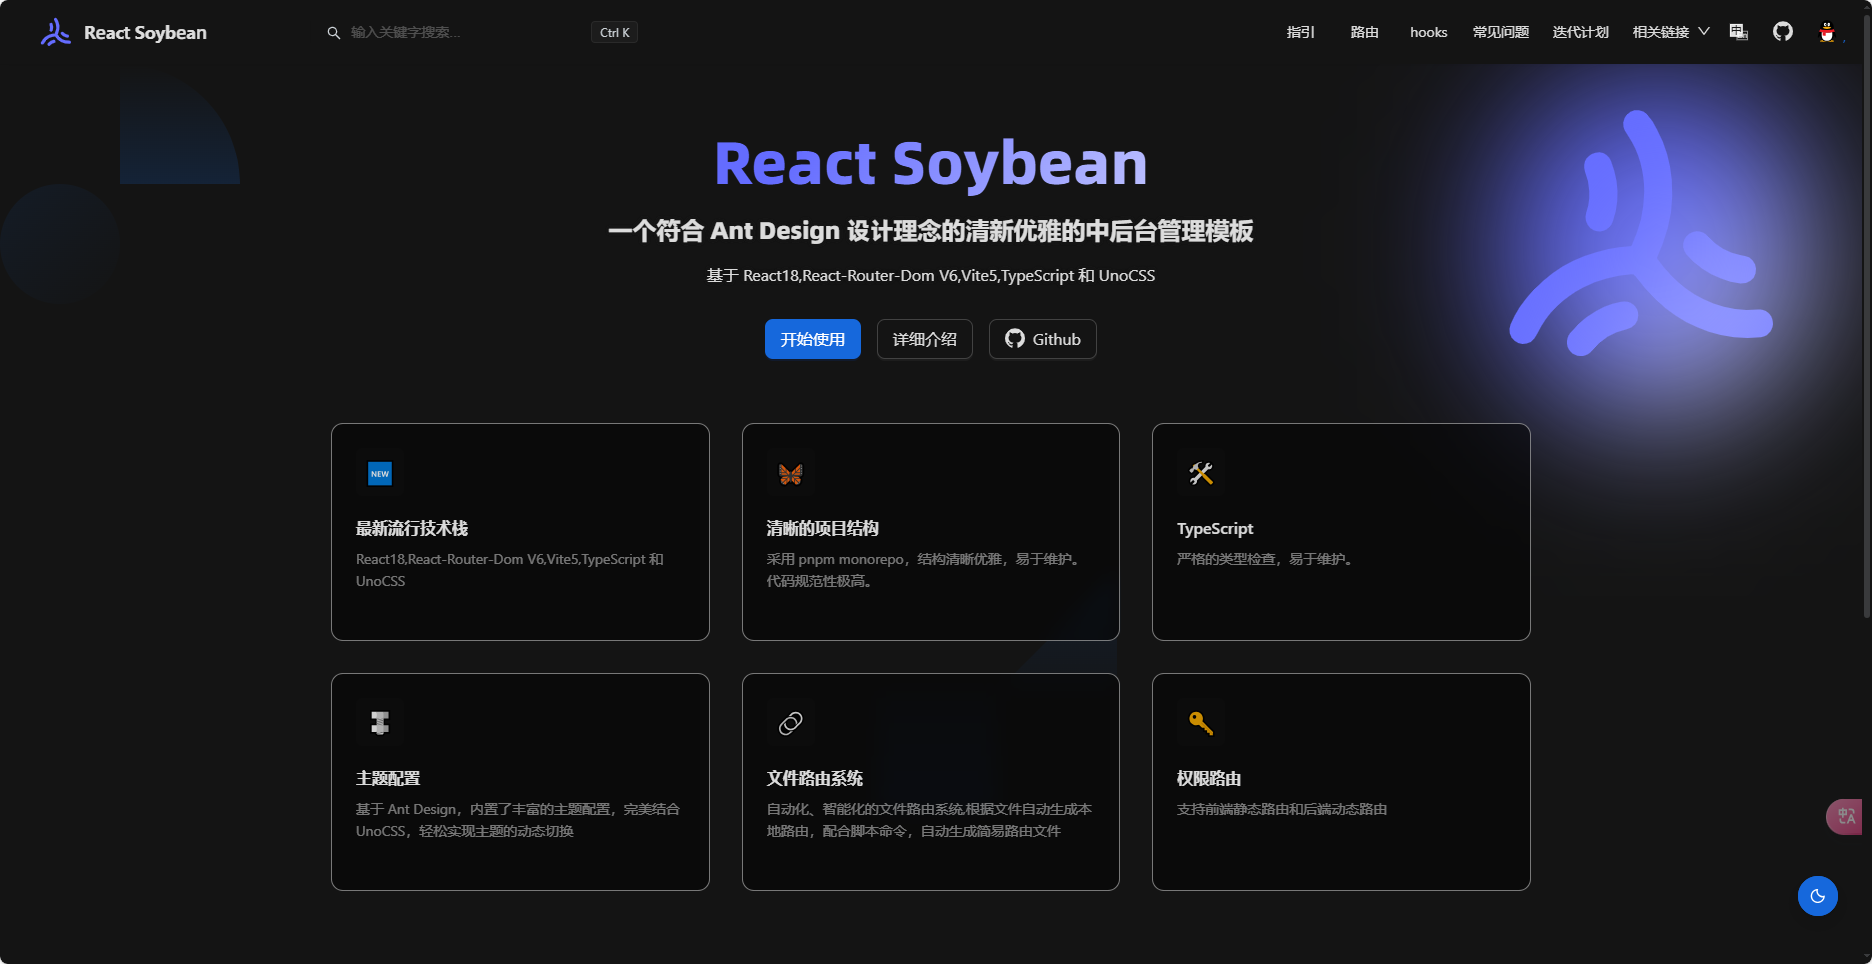 React Soybean
输入关键字搜索...
Ctrl K
指引
路由
hooks
常见问题
迭代计划
相关链接
React Soybean
一个符合 Ant Design 设计理念的清新优雅的中后台管理模板
基于 React18,React-Router-Dom V6,Vite5,TypeScript 和 UnoCSS
开始使用
详细介绍
Github
NEW
最新流行技术栈
React18,React-Router-Dom V6,Vite5,TypeScript 和
UnoCSS
清晰的项目结构
采用 pnpm monorepo，结构清晰优雅，易于维护。
代码规范性极高。
TypeScript
严格的类型检查，易于维护。
主题配置
基于 Ant Design，内置了丰富的主题配置，完美结合
UnoCSS，轻松实现主题的动态切换
文件路由系统
自动化、智能化的文件路由系统,根据文件自动生成本
地路由，配合脚本命令，自动生成简易路由文件
权限路由
支持前端静态路由和后端动态路由